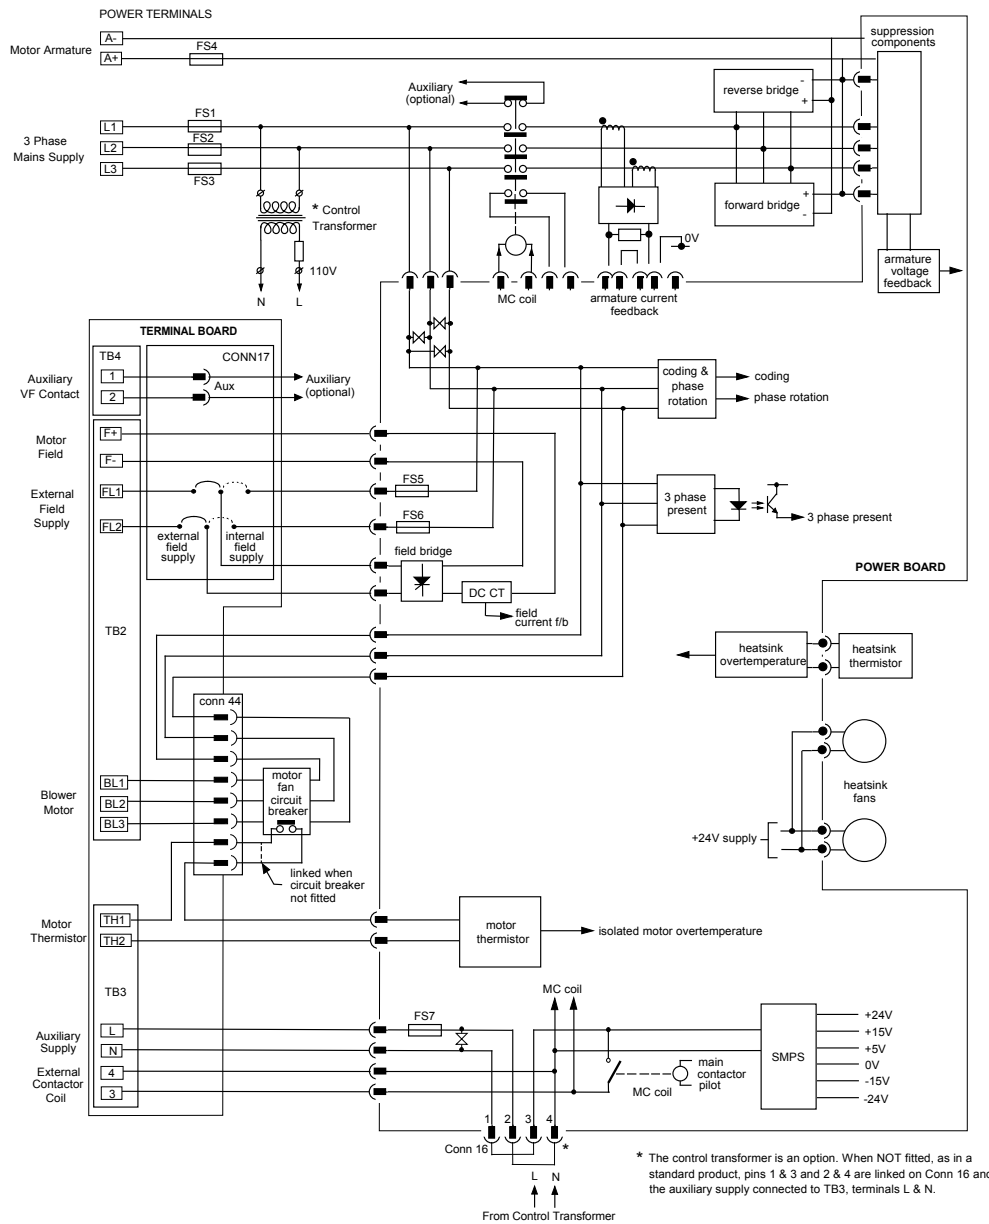 POWER TERMINALS
Motor Armature
A-
A+
FS4
suppression
components
Auxiliary
(optional)
reverse bridge
-
+
3 Phase
Mains Supply
L1
L2
L3
FS1
FS2
FS3
* Control
Transformer
110V
N
L
forward bridge
+
-
0V
MC coil
armature current
feedback
armature
voltage
feedback
TERMINAL BOARD
TB4
CONN17
Auxiliary
VF Contact
1
2
Aux
Auxiliary
(optional)
coding &
phase
rotation
coding
phase rotation
Motor
Field
F+
F-
External
Field
Supply
FL1
FL2
FS5
FS6
external
field
supply
internal
field
supply
3 phase
present
3 phase present
field bridge
DC CT
field
current f/b
POWER BOARD
TB2
heatsink
overtemperature
heatsink
thermistor
conn 44
Blower
Motor
BL1
BL2
BL3
motor
fan
circuit
breaker
heatsink
fans
+24V supply
linked when
circuit breaker
not fitted
Motor
Thermistor
TH1
TH2
motor
thermistor
isolated motor overtemperature
TB3
MC coil
Auxiliary
Supply
L
N
FS7
External
Contactor
Coil
4
3
MC coil
main
contactor
pilot
SMPS
+24V
+15V
+5V
0V
-15V
-24V
1
2
3
4
Conn 16
*
L
N
From Control Transformer
* The control transformer is an option. When NOT fitted, as in a
standard product, pins 1 & 3 and 2 & 4 are linked on Conn 16 and
the auxiliary supply connected to TB3, terminals L & N.